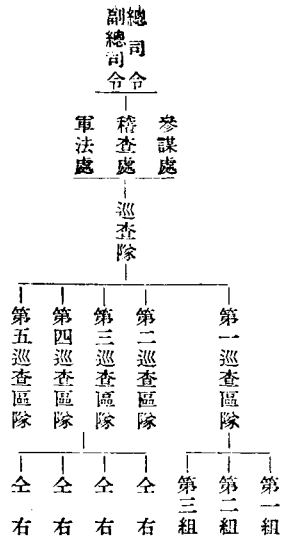 總司令
副總司令
參謀處
稽查處
軍法處
巡查隊
第一巡查區隊
第二巡查區隊
第三巡查區隊
第四巡查區隊
第五巡查區隊
第一組
第二組
第三組
仝右
仝右
仝右
仝右